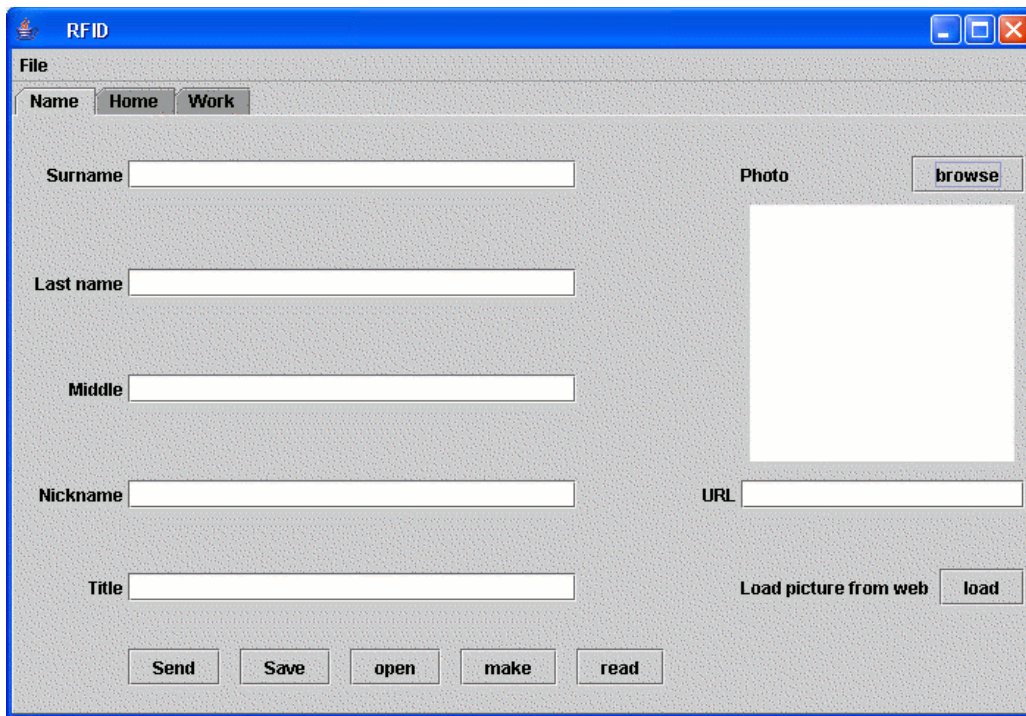 RFID
File
Name Home Work
Surname
Photo browse
Last name
Middle
Nickname
URL
Title
Load picture from web load
Send Save open make read